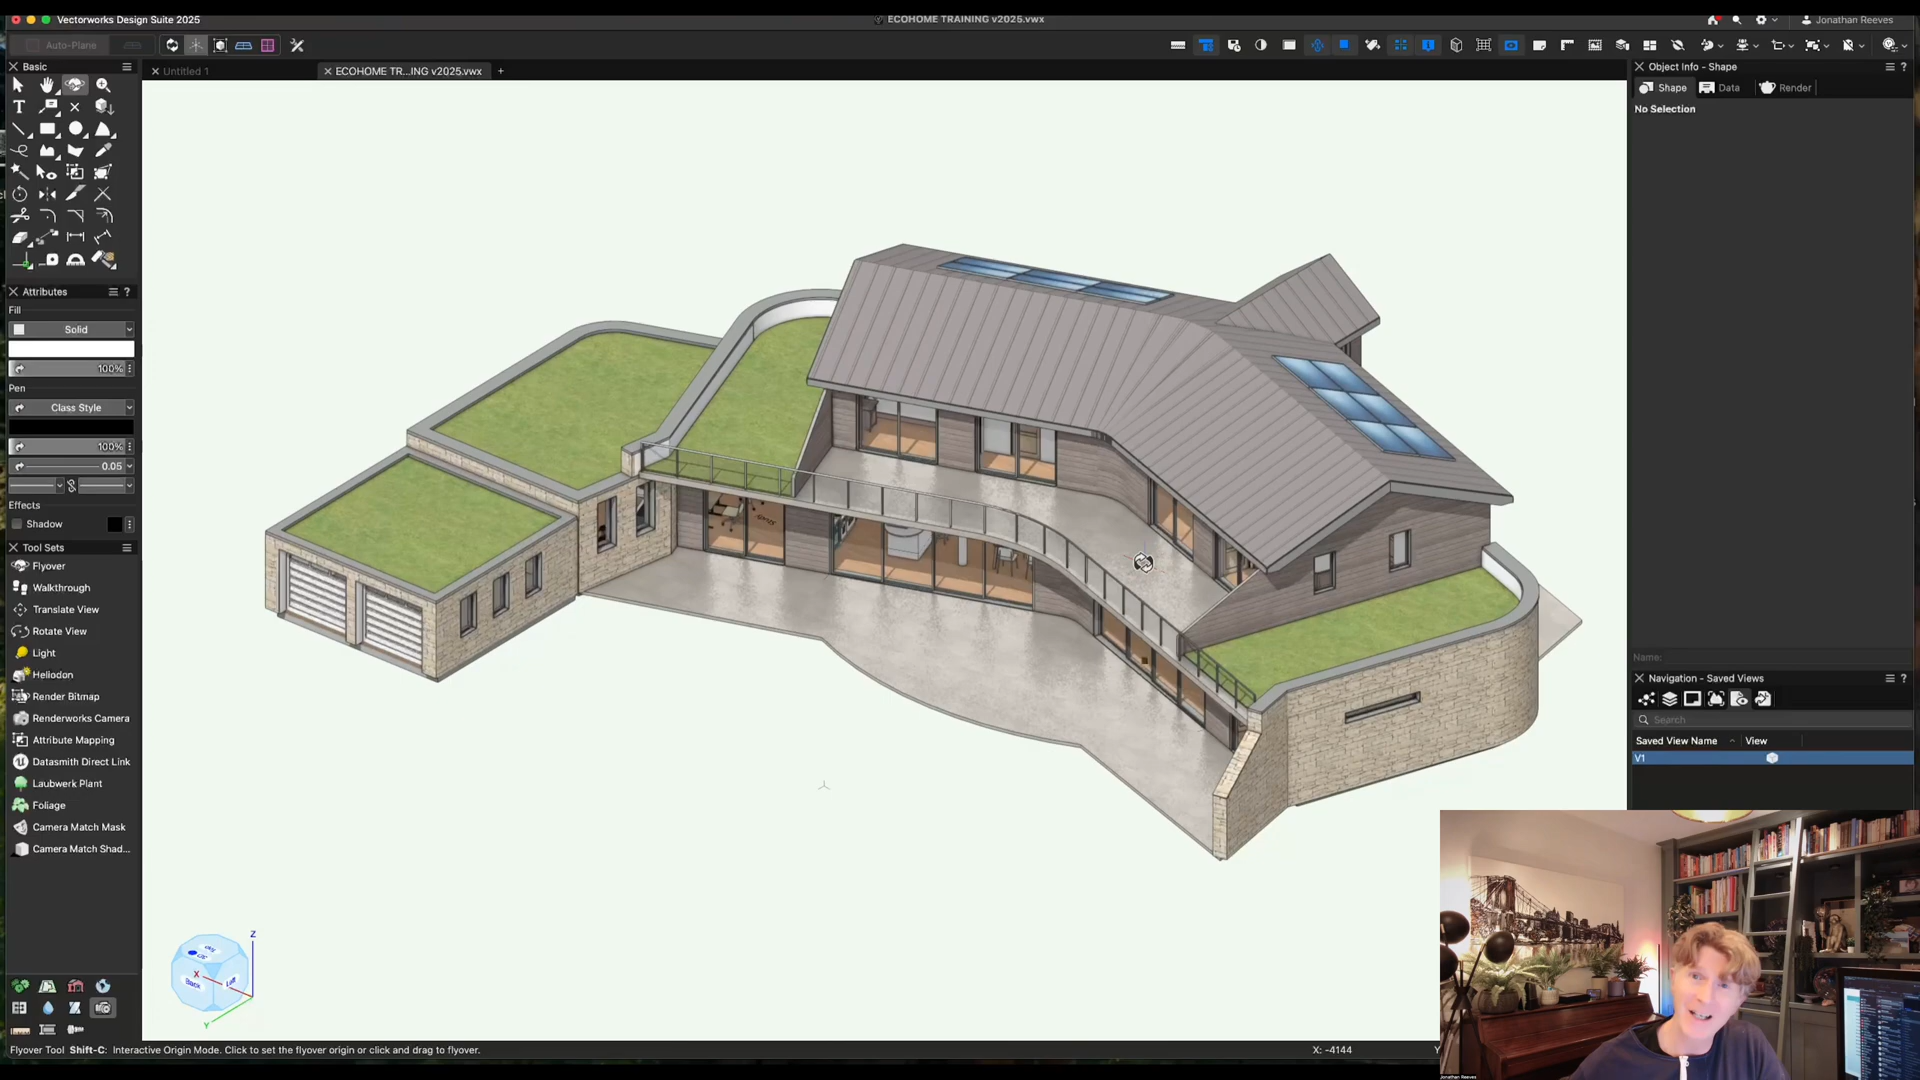 Vectorworks Design Suite 2025
ECOHOME TRAINING v2025.vwx
Jonathan Reeves
Auto-Plane
Basic
Untitled 1
ECOHOME TR...ING v2025.vwx
Object Info - Shape
Shape
Data
Render
No Selection
Attributes
Fill
Solid
100%
Pen
Class Style
100%
0.05
Effects
Shadow
Tool Sets
Flyover
Walkthrough
Translate View
Rotate View
Light
Heliodon
Render Bitmap
Renderworks Camera
Attribute Mapping
Datasmith Direct Link
Laubwerk Plant
Foliage
Camera Match Mask
Camera Match Shad...
Name:
Navigation - Saved Views
Search
Saved View Name
View
V1
Z
X
Back
Left
Y
Flyover Tool Shift-C: Interactive Origin Mode. Click to set the flyover origin or click and drag to flyover.
X: -4144
Y
Jonathan Reeves